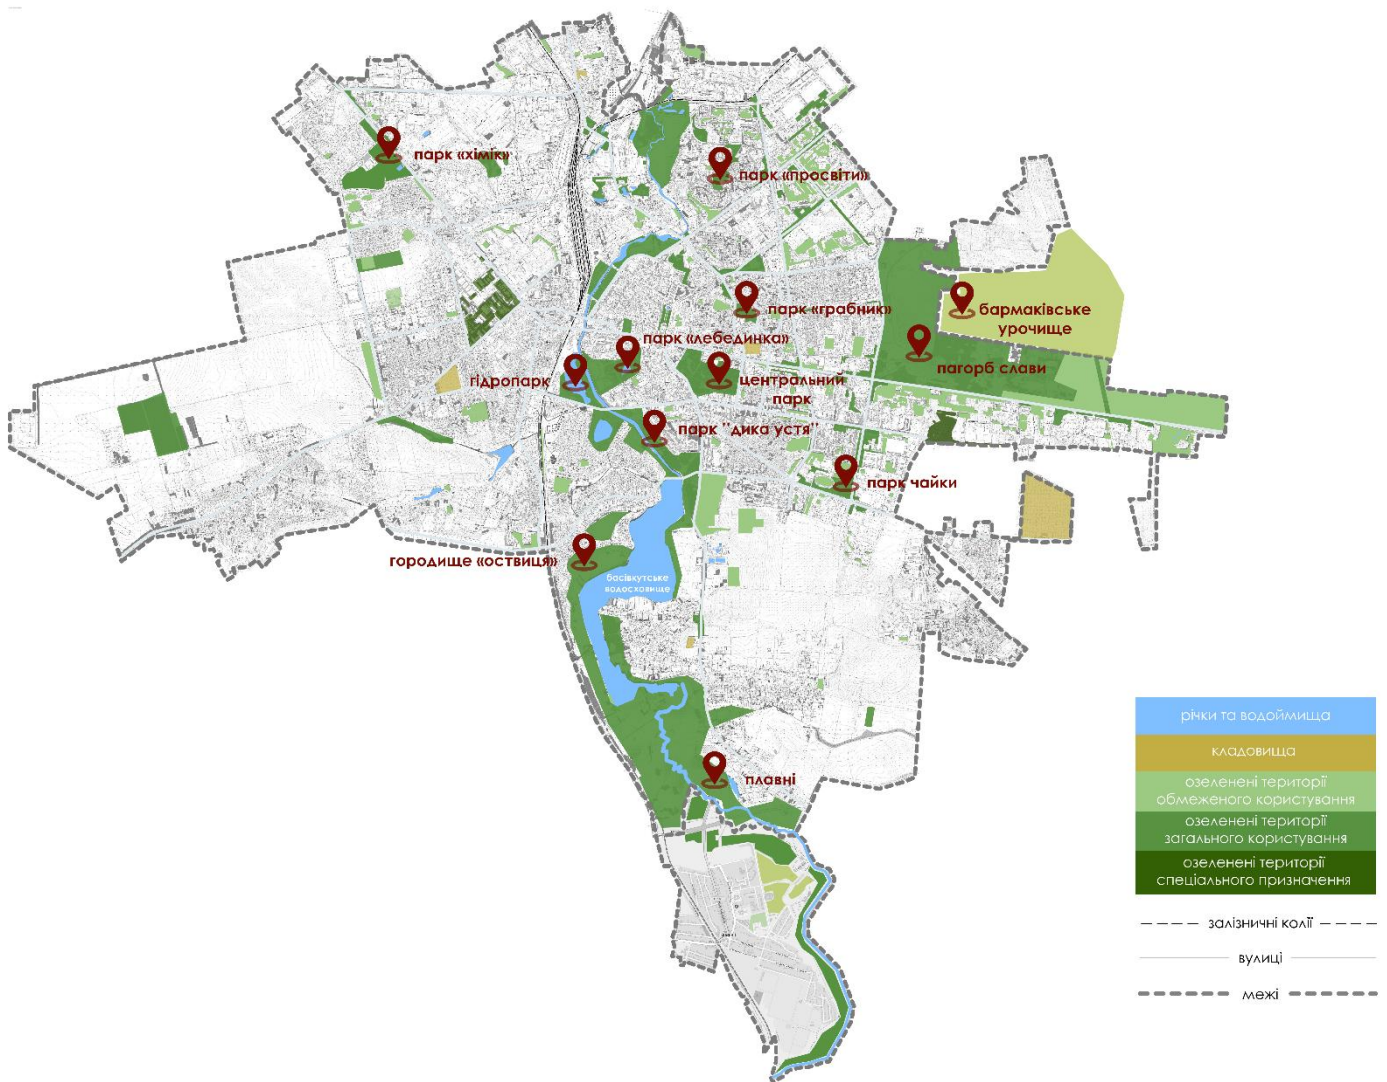 парк «хімік»
парк «просвіти»
парк «грабник»
бармаківське
урочище
парк «лебединка»
пагорб слави
гідропарк
центральний
парк
парк "дика устя"
парк чайки
городище «оствиця»
басівкутське
водосховище
плавні
річки та водоймища
кладовища
озеленені території
обмеженого користування
озеленені території
загального користування
озеленені території
спеціального призначення
залізничні колії
вулиці
межі